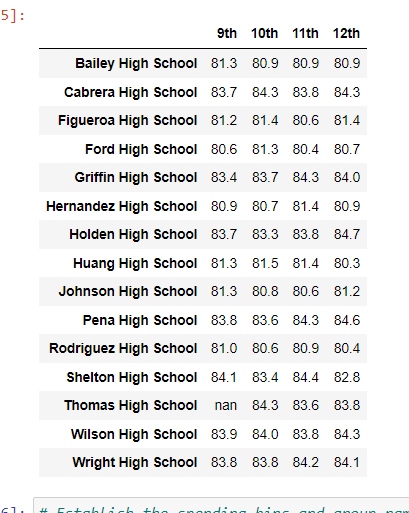 5]:
9th 10th 11th 12th
Bailey High School 81.3 80.9 80.9 80.9
Cabrera High School 83.7 84.3 83.8 84.3
Figueroa High School 81.2 81.4 80.6 81.4
Ford High School 80.6 81.3 80.4 80.7
Griffin High School 83.4 83.7 84.3 84.0
Hernandez High School 80.9 80.7 81.4 80.9
Holden High School 83.7 83.3 83.8 84.7
Huang High School 81.3 81.5 81.4 80.3
Johnson High School 81.3 80.8 80.6 81.2
Pena High School 83.8 83.6 84.3 84.6
Rodriguez High School 81.0 80.6 80.9 80.4
Shelton High School 84.1 83.4 84.4 82.8
Thomas High School nan 84.3 83.6 83.8
Wilson High School 83.9 84.0 83.8 84.3
Wright High School 83.8 83.8 84.2 84.1
6]: # Establish the spending bins and group